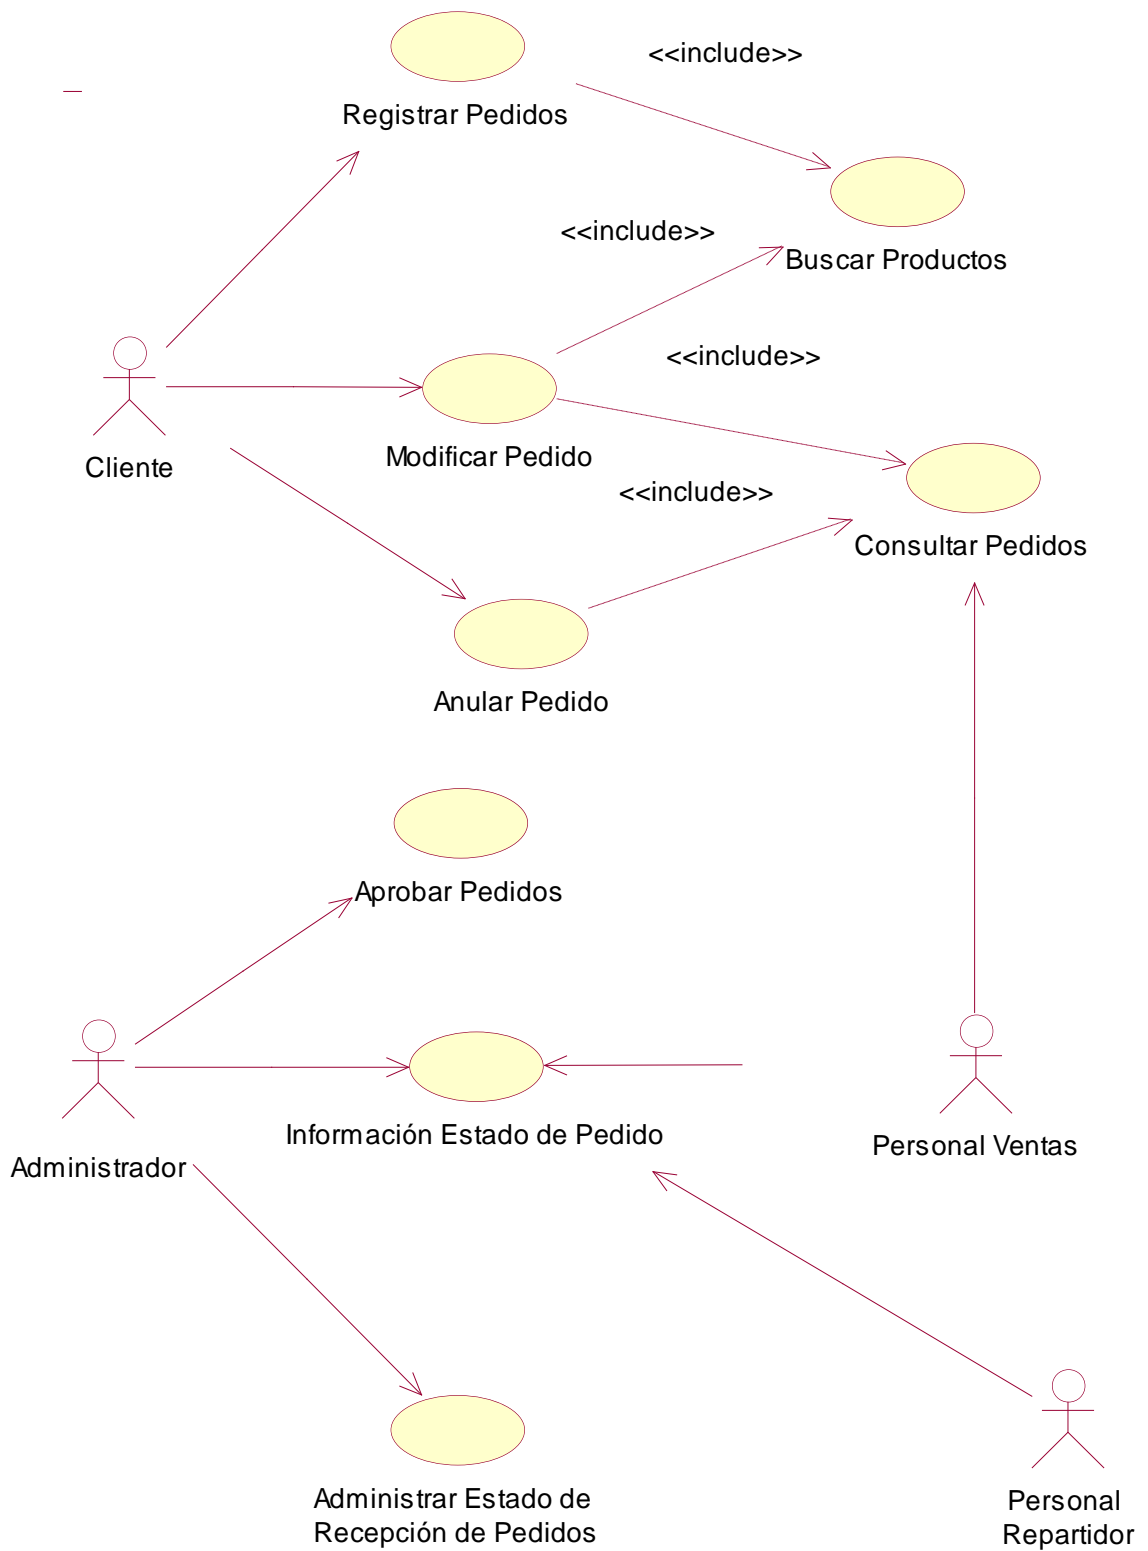 <<include>>
Registrar Pedidos
<<include>>
Buscar Productos
<<include>>
Modificar Pedido
Cliente
<<include>>
Consultar Pedidos
Anular Pedido
Aprobar Pedidos
Información Estado de Pedido
Personal Ventas
Administrador
Administrar Estado de
Recepción de Pedidos
Personal
Repartidor